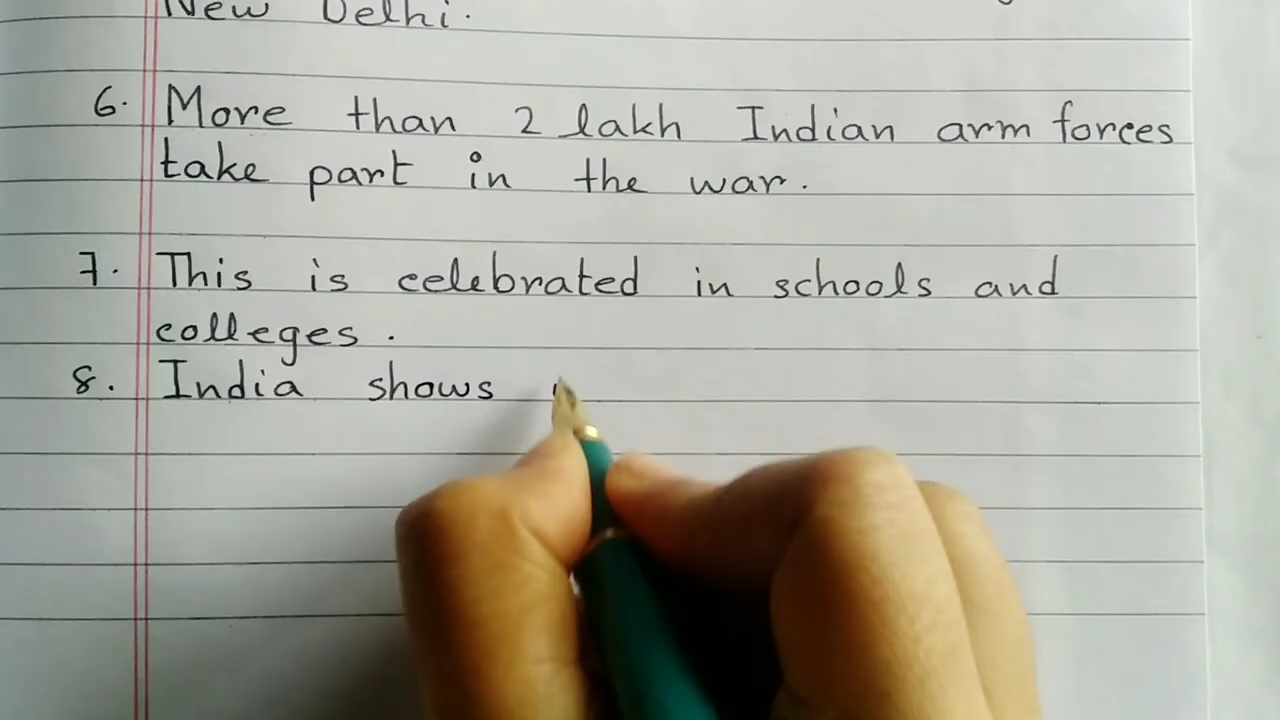 New Delhi.
6. More than 2 lakh Indian arm forces
take part in the war.
7. This is celebrated in schools and
colleges.
8. India shows